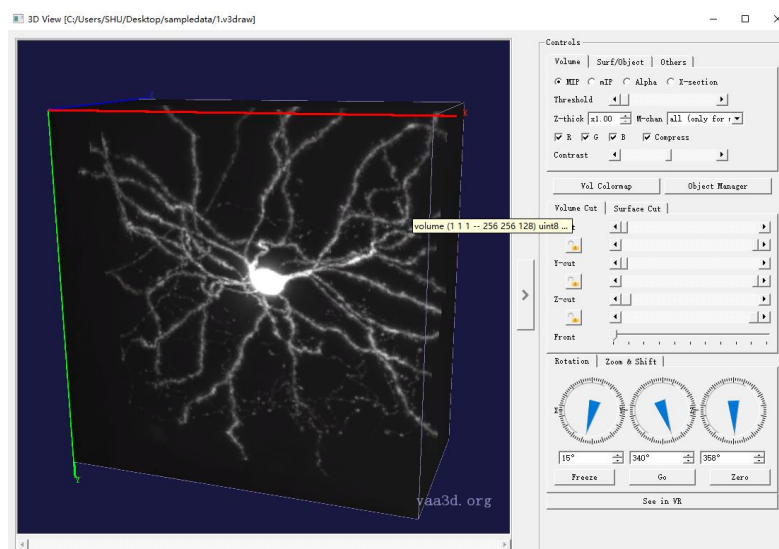 3D View [C:/Users/SHU/Desktop/sampledata/1.v3draw]
Controls
Volume Surf/Object Others
MIP mIP Alpha X-section
Threshold
Z-thick x1.00 M-chan all (only for
R G B Compress
Contrast
Vol Colormap Object Manager
Volume Cut Surface Cut
X
volume (1 1 1 -- 256 256 128) uint8 ...
Y-cut
Z-cut
Front
Rotation Zoom & Shift
15° 340° 358°
Freeze Go Zero
See in VR
Y
vaa3d.org